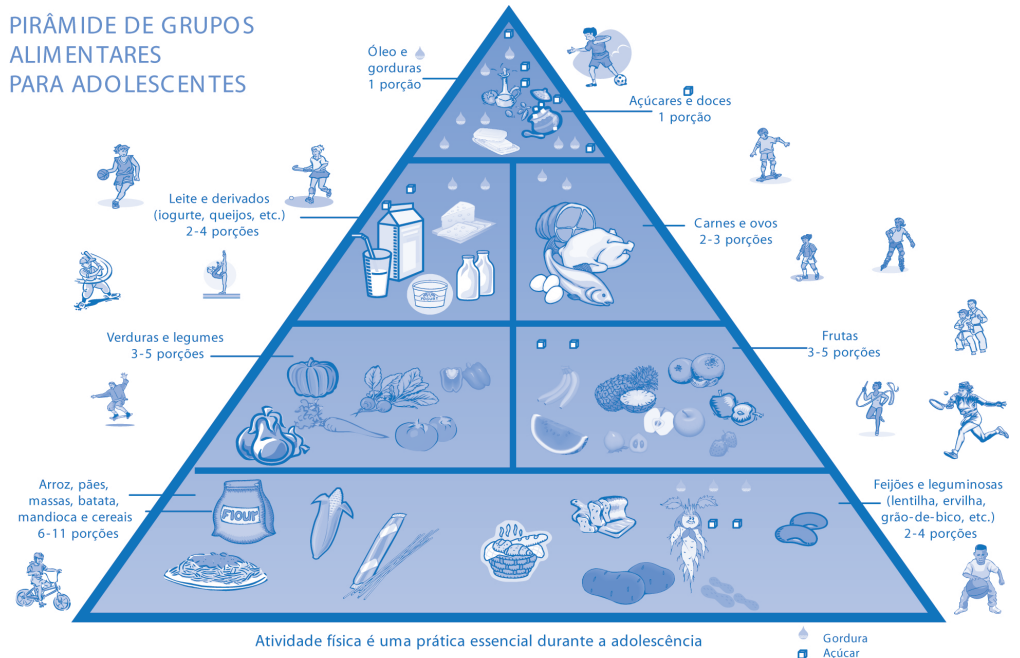 PIRÂMIDE DE GRUPOS
ALIMENTARES
PARA ADOLESCENTES
Óleo e
gorduras
1 porção
Açúcares e doces
1 porção
Leite e derivados
(iogurte, queijos, etc.)
2-4 porções
Carnes e ovos
2-3 porções
Verduras e legumes
3-5 porções
Frutas
3-5 porções
Arroz, pães,
massas, batata,
mandioca e cereais
6-11 porções
FLOUR
Feijões e leguminosas
(lentilha, ervilha,
grão-de-bico, etc.)
2-4 porções
Atividade física é uma prática essencial durante a adolescência
Gordura
Açúcar